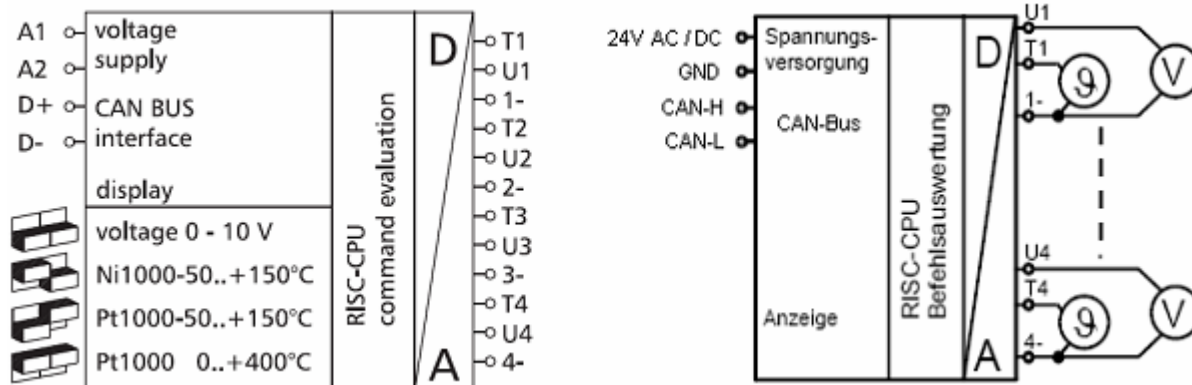 A1
voltage
supply
A2
D+
CAN BUS
interface
D-
display
voltage 0 - 10 V
Ni1000-50..+150°C
Pt1000-50..+150°C
Pt1000 0..+400°C
RISC-CPU
command evaluation
D
A
T1
U1
1-
T2
U2
2-
T3
U3
3-
T4
U4
4-
24V AC / DC
GND
CAN-H
CAN-L
Spannungs-
versorgung
CAN-Bus
Anzeige
RISC-CPU
Befehlsauswertung
D
A
U1
T1
1-
ϑ
V
U4
T4
4-
ϑ
V